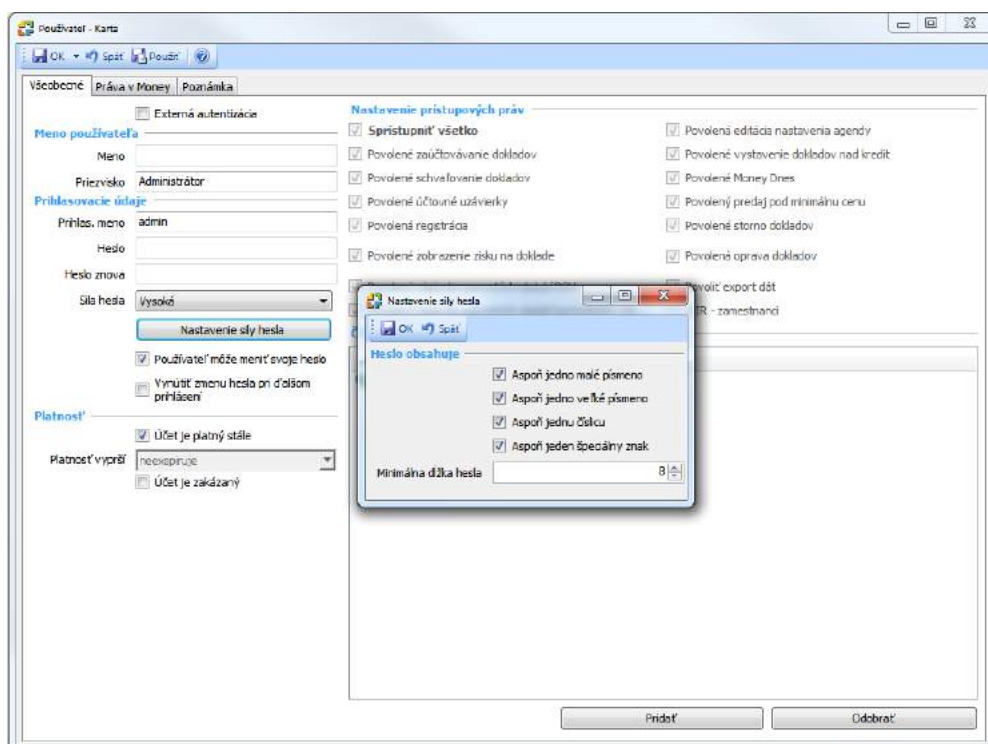 Používateľ - Karta
OK Späť Použiť
Všeobecné Práva v Money Poznámka
Externá autentizácia
Meno používateľa
Meno
Priezvisko Administrátor
Prihlasovacie údaje
Prihlas. meno admin
Heslo
Heslo znova
Sila hesla Vysoká
Nastavenie sily hesla
Používateľ môže meniť svoje heslo
Vynútiť zmenu hesla pri ďalšom
prihlásení
Platnosť
Účet je platný stále
Platnosť vyprší neexspiruje
Účet je zakázaný
Nastavenie prístupových práv
Sprístupniť všetko
Povolená editácia nastavenia agendy
Povolené zaúčtovávanie dokladov
Povolené vystavenie dokladov nad kredit
Povolené schvaľovanie dokladov
Povolené Money Dnes
Povolené účtovné uzávierky
Povolený predaj pod minimálnu cenu
Povolená registrácia
Povolené storno dokladov
Povolené zobrazenie zisku na doklade
Povolená oprava dokladov
export dát
- zamestnanci
Nastavenie sily hesla
OK Späť
Heslo obsahuje
Aspoň jedno malé písmeno
Aspoň jedno veľké písmeno
Aspoň jednu číslicu
Aspoň jeden špeciálny znak
Minimálna dĺžka hesla 8
Pridať Odobrať